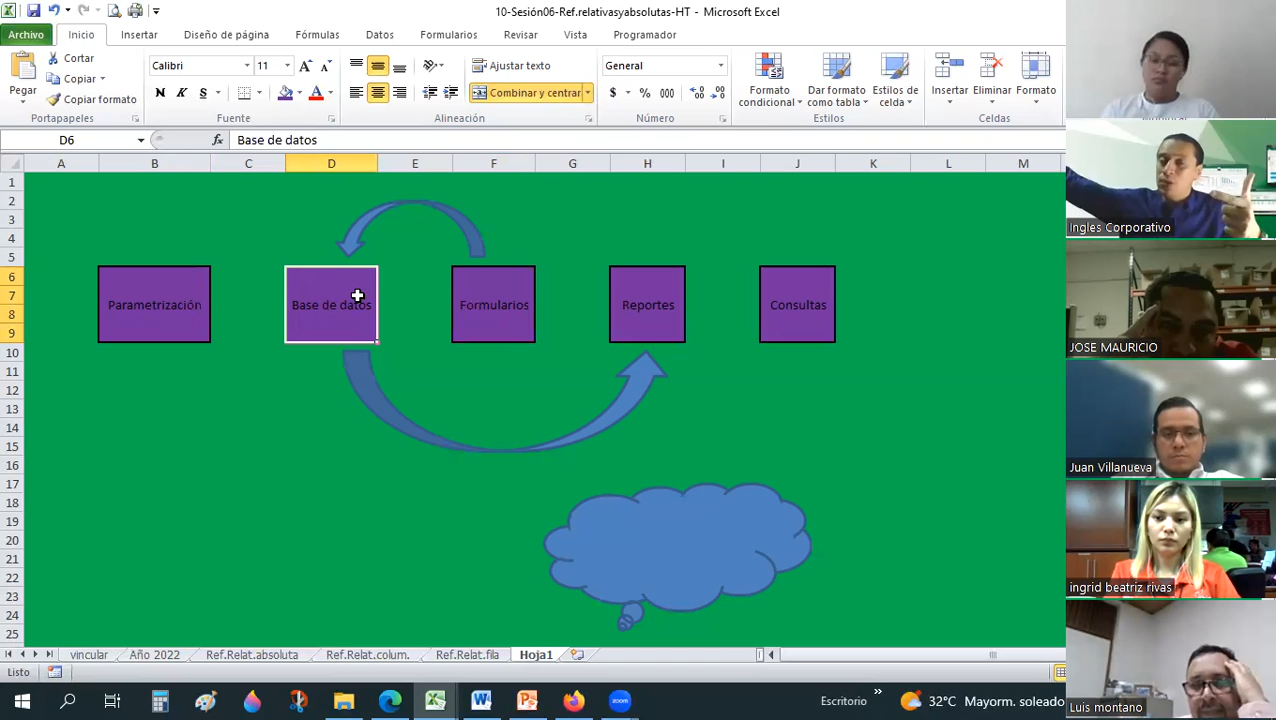 10-Sesión06-Ref.relativasyabsolutas-HT - Microsoft Excel
Archivo Inicio Insertar Diseño de página Fórmulas Datos Formularios Revisar Vista Programador
Pegar
Cortar
Copiar
Copiar formato
Portapapeles
Calibri 11 A A
N K S A
Fuente
Ajustar texto
Combinar y centrar
Alineación
General
$ % 000
Número
Formato condicional
Dar formato como tabla
Estilos de celda
Estilos
Insertar
Eliminar
Formato
Celdas
D6 fx Base de datos
A B C D E F G H I J K L M
1
2
3
4
5
6
7
8
9
10
11
12
13
14
15
16
17
18
19
20
21
22
23
24
25
Parametrización Base de datos Formularios Reportes Consultas
vincular Año 2022 Ref.Relat.absoluta Ref.Relat.colum. Ref.Relat.fila Hoja1
Listo
zoom
Escritorio » 32°C Mayorm. soleado
Ingles Corporativo
JOSE MAURICIO
Juan Villanueva
ingrid beatriz rivas
Luis montano